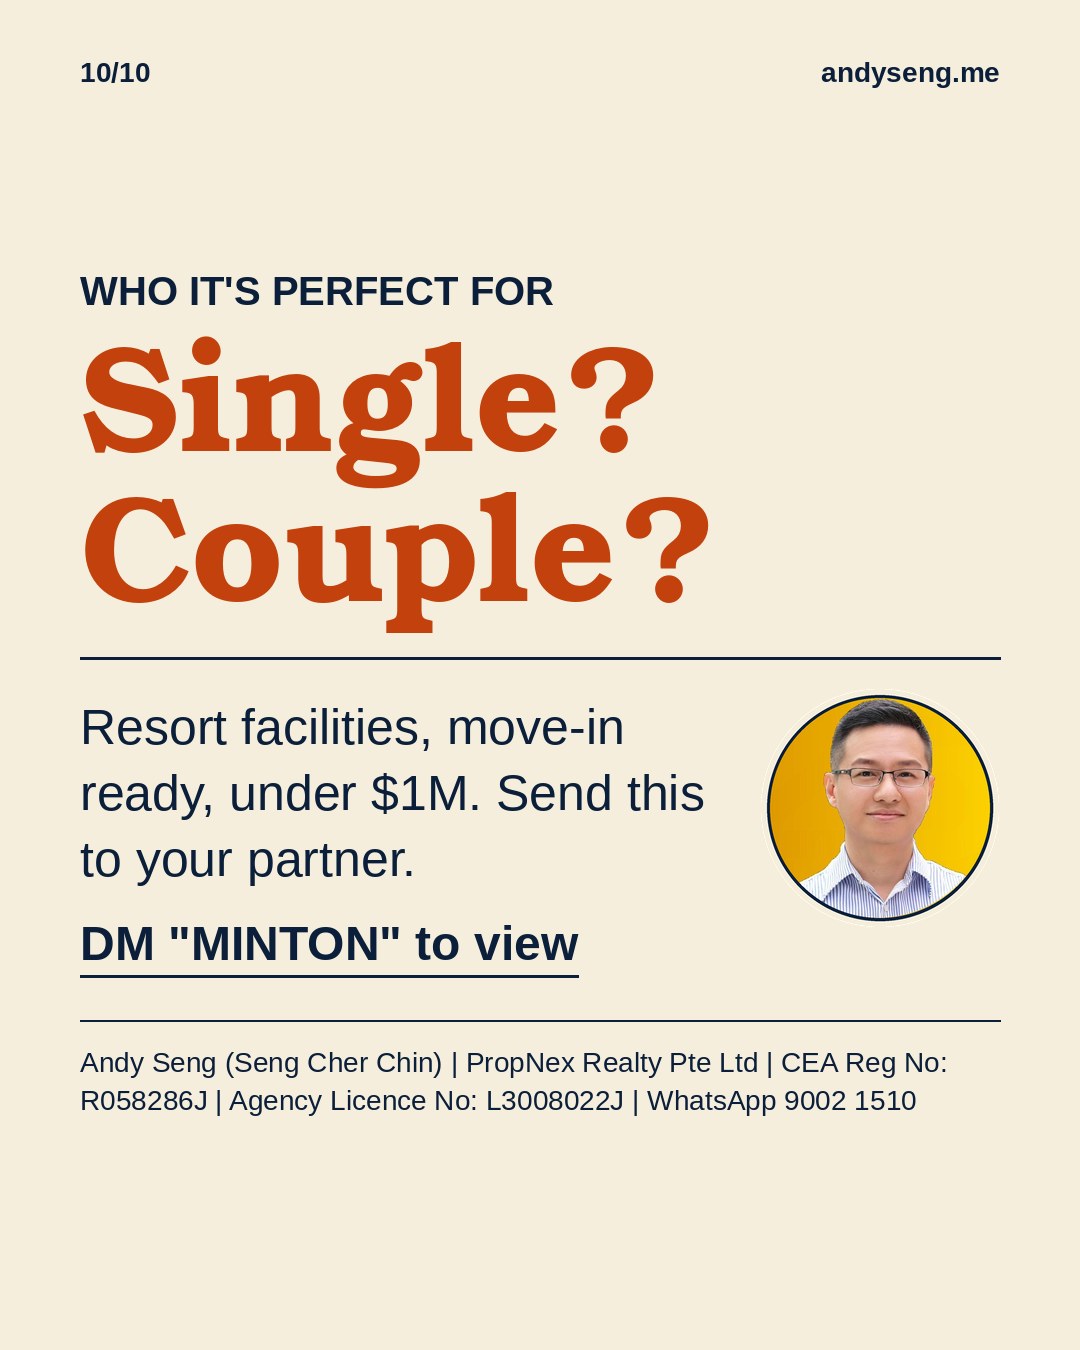 10/10
andyseng.me
WHO IT'S PERFECT FOR
Single?
Couple?
Resort facilities, move-in
ready, under $1M. Send this
to your partner.
DM "MINTON" to view
Andy Seng (Seng Cher Chin) | PropNex Realty Pte Ltd | CEA Reg No:
R058286J | Agency Licence No: L3008022J | WhatsApp 9002 1510